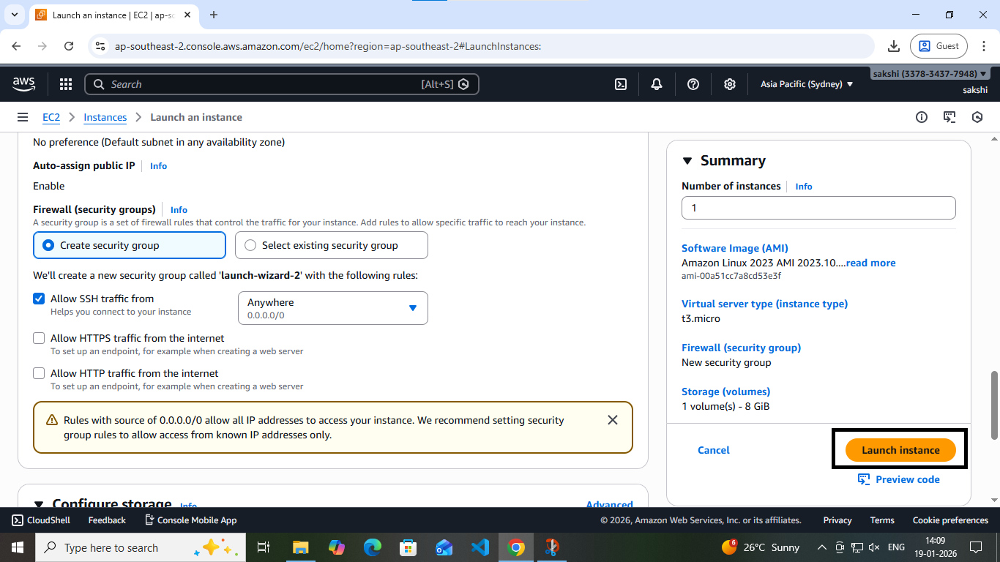 Launch an instance | EC2 | ap-so
ap-southeast-2.console.aws.amazon.com/ec2/home?region=ap-southeast-2#LaunchInstances:
Guest
aws
Search
[Alt+S]
Asia Pacific (Sydney)
sakshi (3378-3437-7948)
sakshi
EC2
Instances
Launch an instance
No preference (Default subnet in any availability zone)
Auto-assign public IP
Info
Enable
Firewall (security groups)
Info
A security group is a set of firewall rules that control the traffic for your instance. Add rules to allow specific traffic to reach your instance.
Create security group
Select existing security group
We'll create a new security group called 'launch-wizard-2' with the following rules:
Allow SSH traffic from
Helps you connect to your instance
Anywhere
0.0.0.0/0
Allow HTTPS traffic from the internet
To set up an endpoint, for example when creating a web server
Allow HTTP traffic from the internet
To set up an endpoint, for example when creating a web server
Rules with source of 0.0.0.0/0 allow all IP addresses to access your instance. We recommend setting security
group rules to allow access from known IP addresses only.
Configure storage
Info
Advanced
Summary
Number of instances
Info
1
Software Image (AMI)
Amazon Linux 2023 AMI 2023.10....read more
ami-00a51cc7a8cd53e3f
Virtual server type (instance type)
t3.micro
Firewall (security group)
New security group
Storage (volumes)
1 volume(s) - 8 GiB
Cancel
Launch instance
Preview code
CloudShell
Feedback
Console Mobile App
© 2026, Amazon Web Services, Inc. or its affiliates.
Privacy
Terms
Cookie preferences
Type here to search
6
26°C Sunny
ENG
14:09
19-01-2026